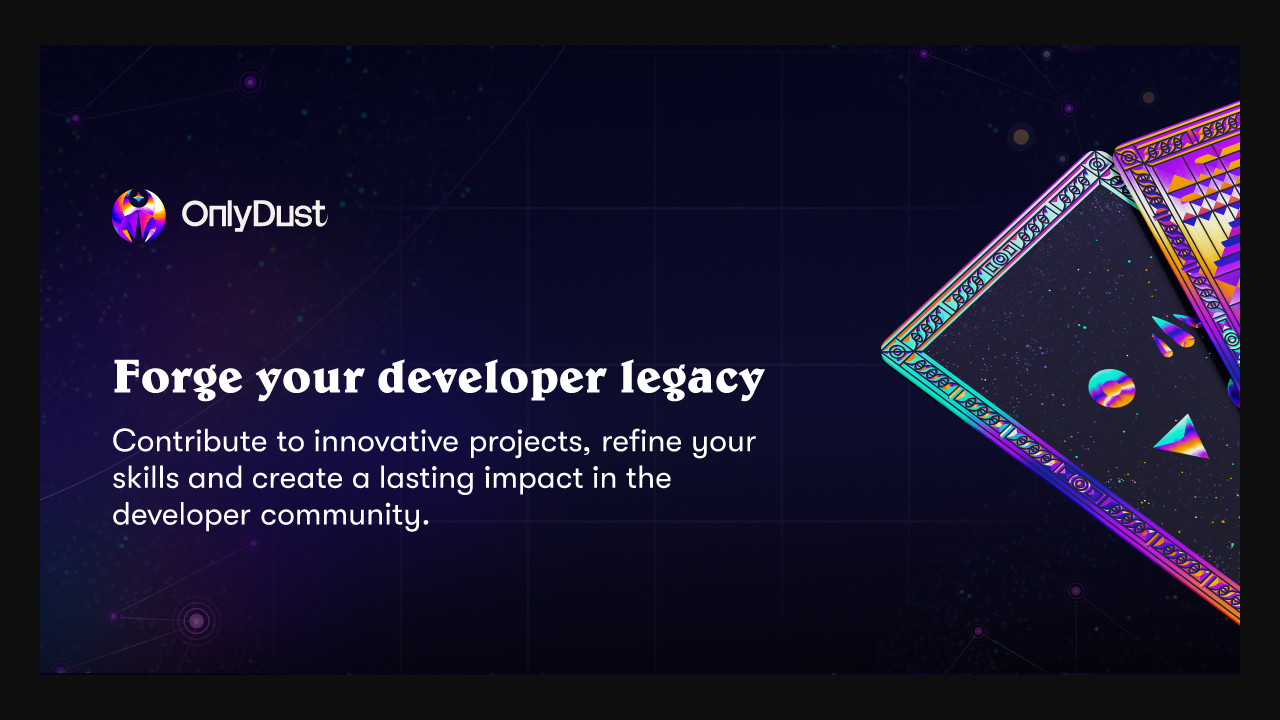 OnlyDust
Forge your developer legacy
Contribute to innovative projects, refine your
skills and create a lasting impact in the
developer community.